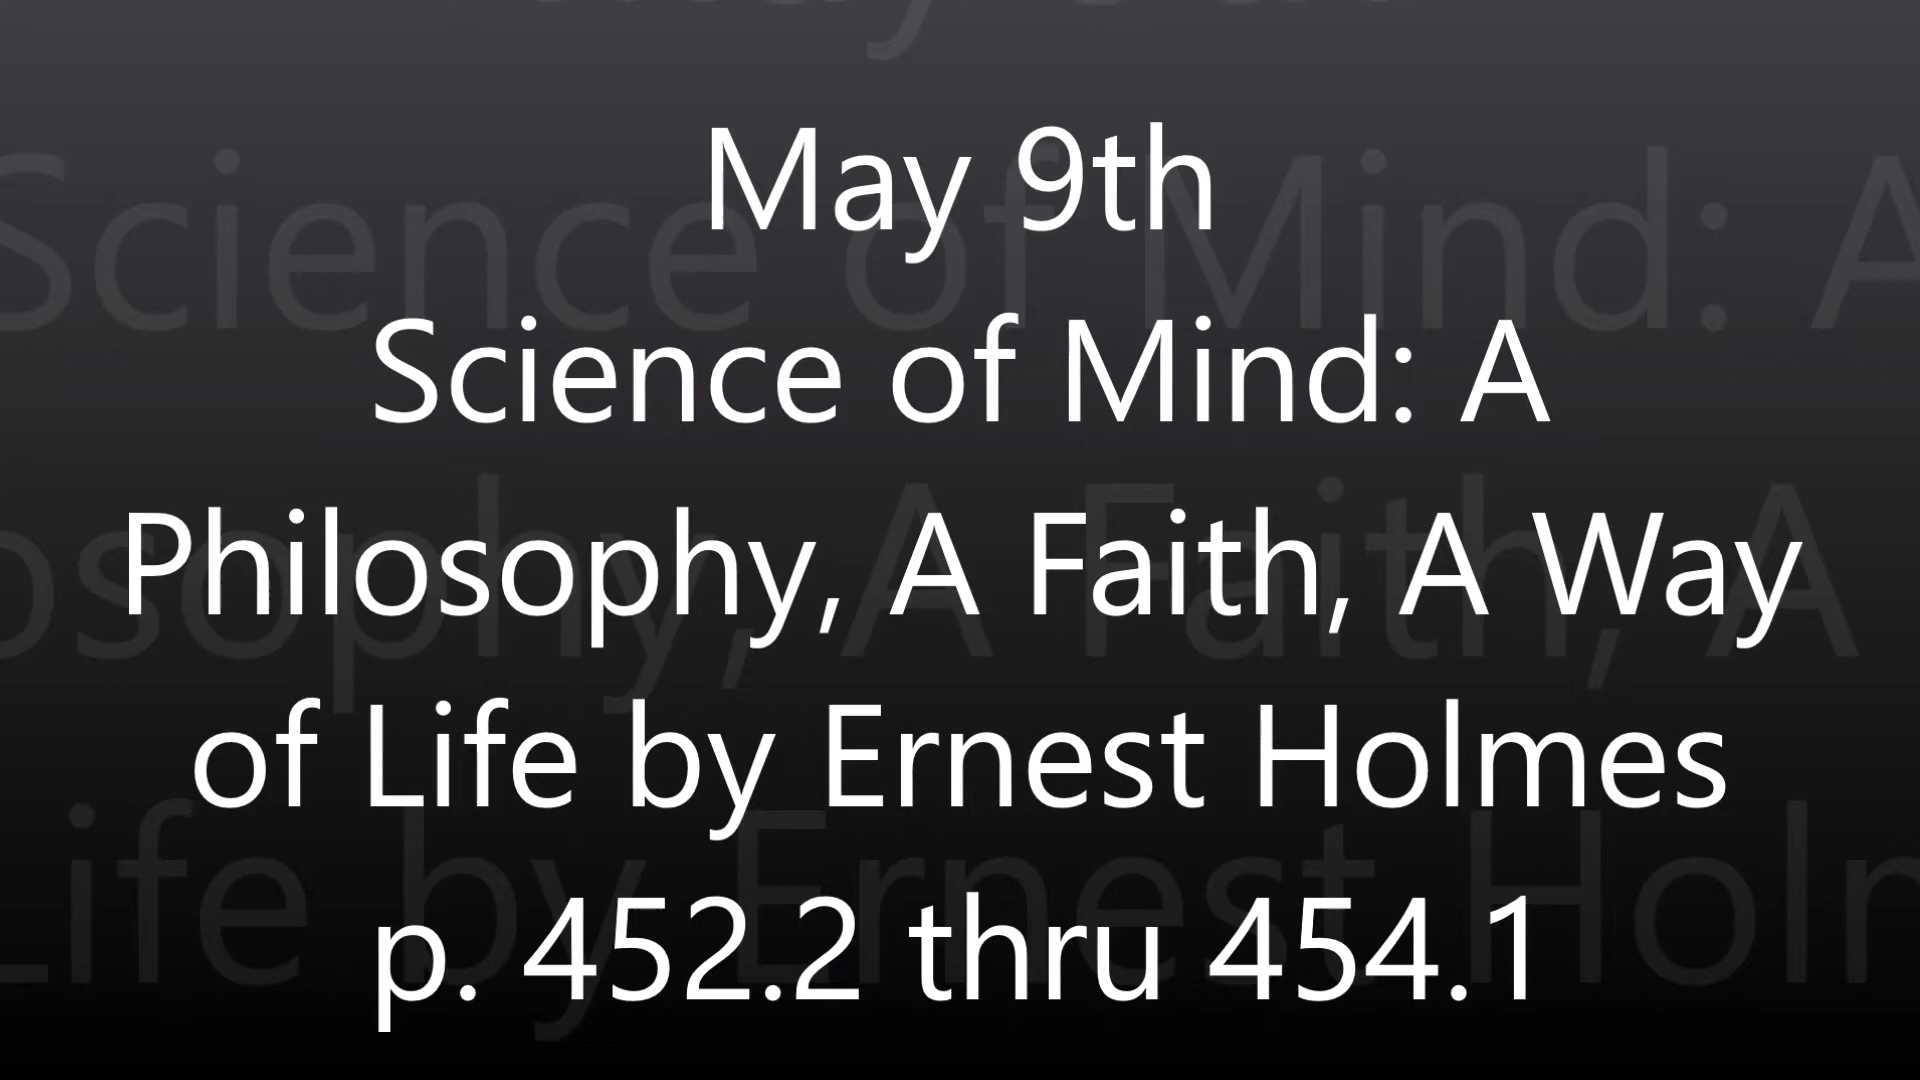 May 9th
Science of Mind: A
Philosophy, A Faith, A Way
of Life by Ernest Holmes
p. 452.2 thru 454.1